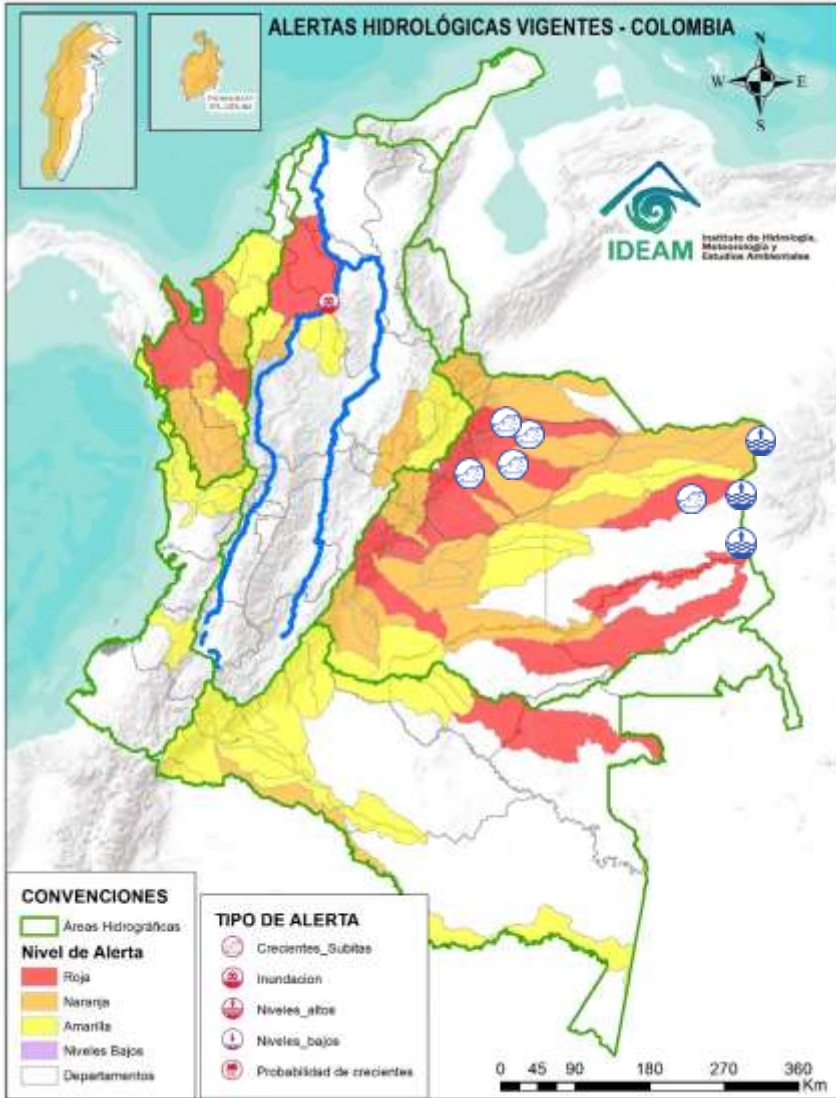 ALERTAS HIDROLÓGICAS VIGENTES - COLOMBIA
N
W
E
S
IDEAM
Instituto de Hidrología,
Meteorología y
Estudios Ambientales
CONVENCIONES
Áreas Hidrográficas
Nivel de Alerta
Roja
Naranja
Amarilla
Niveles Bajos
Departamentos
TIPO DE ALERTA
Crecientes_Subitas
Inundacion
Niveles_altos
Niveles_bajos
Probabilidad de crecientes
0 45 90 180 270 360
Km